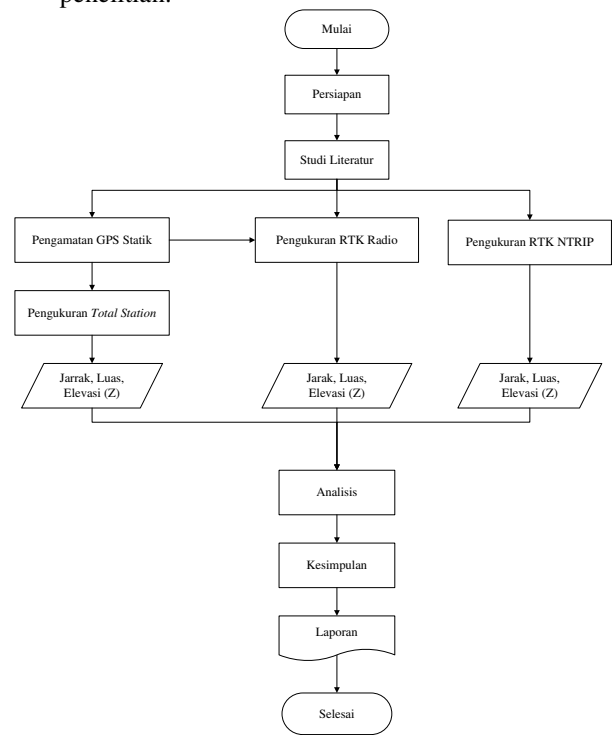 penelitian.
Mulai
Persiapan
Studi Literatur
Pengamatan GPS Statik
Pengukuran RTK Radio
Pengukuran RTK NTRIP
Pengukuran Total Station
Jarrak, Luas,
Elevasi (Z)
Jarak, Luas,
Elevasi (Z)
Jarak, Luas,
Elevasi (Z)
Analisis
Kesimpulan
Laporan
Selesai